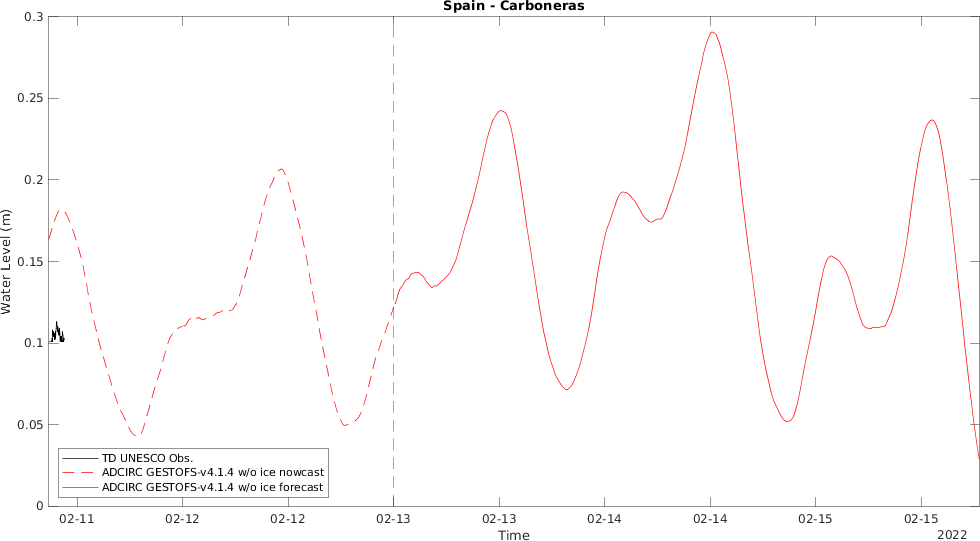 Spain - Carboneras
0.3
0.25
0.2
0.15
0.1
0.05
0
Water Level (m)
TD UNESCO Obs.
ADCIRC GESTOFS-v4.1.4 w/o ice nowcast
ADCIRC GESTOFS-v4.1.4 w/o ice forecast
02-11 02-12 02-12 02-13 02-13 02-14 02-14 02-15 02-15
Time
2022